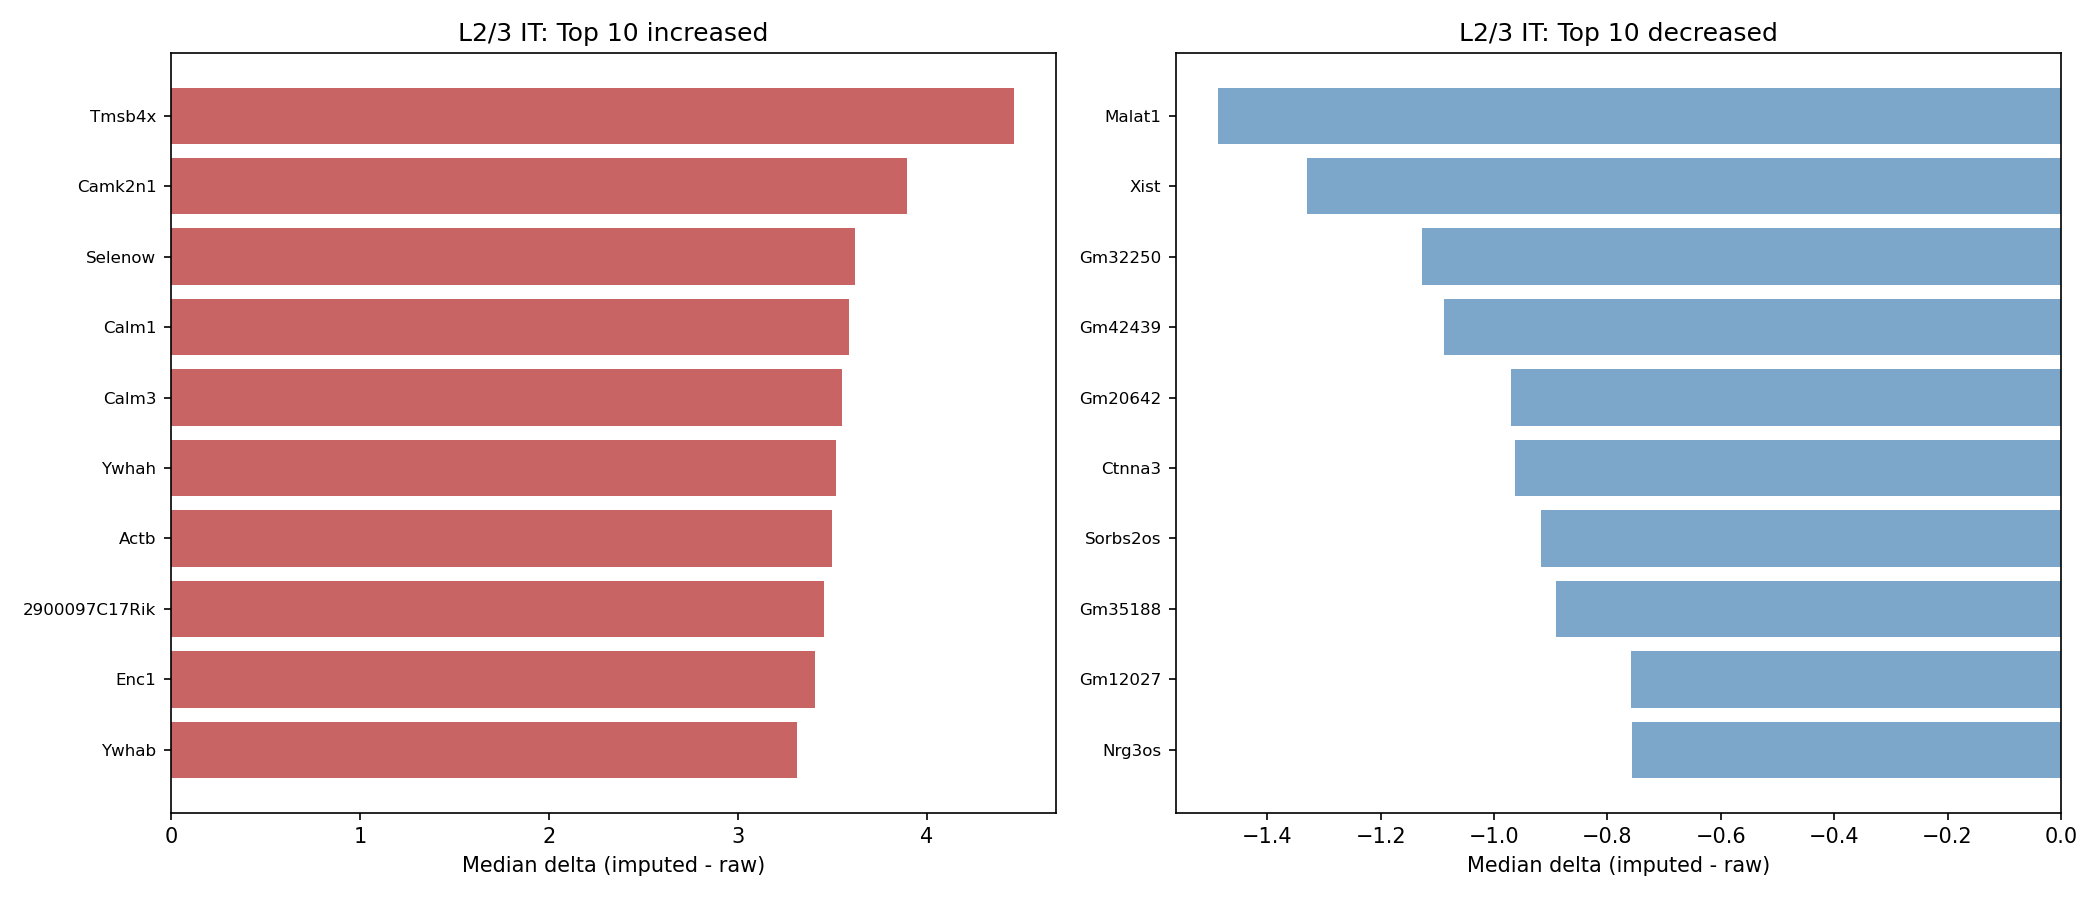 L2/3 IT: Top 10 increased
Tmsb4x
Camk2n1
Selenow
Calm1
Calm3
Ywhah
Actb
2900097C17Rik
Enc1
Ywhab
0 1 2 3 4
Median delta (imputed - raw)
L2/3 IT: Top 10 decreased
Malat1
Xist
Gm32250
Gm42439
Gm20642
Ctnna3
Sorbs2os
Gm35188
Gm12027
Nrg3os
−1.4 −1.2 −1.0 −0.8 −0.6 −0.4 −0.2 0.0
Median delta (imputed - raw)